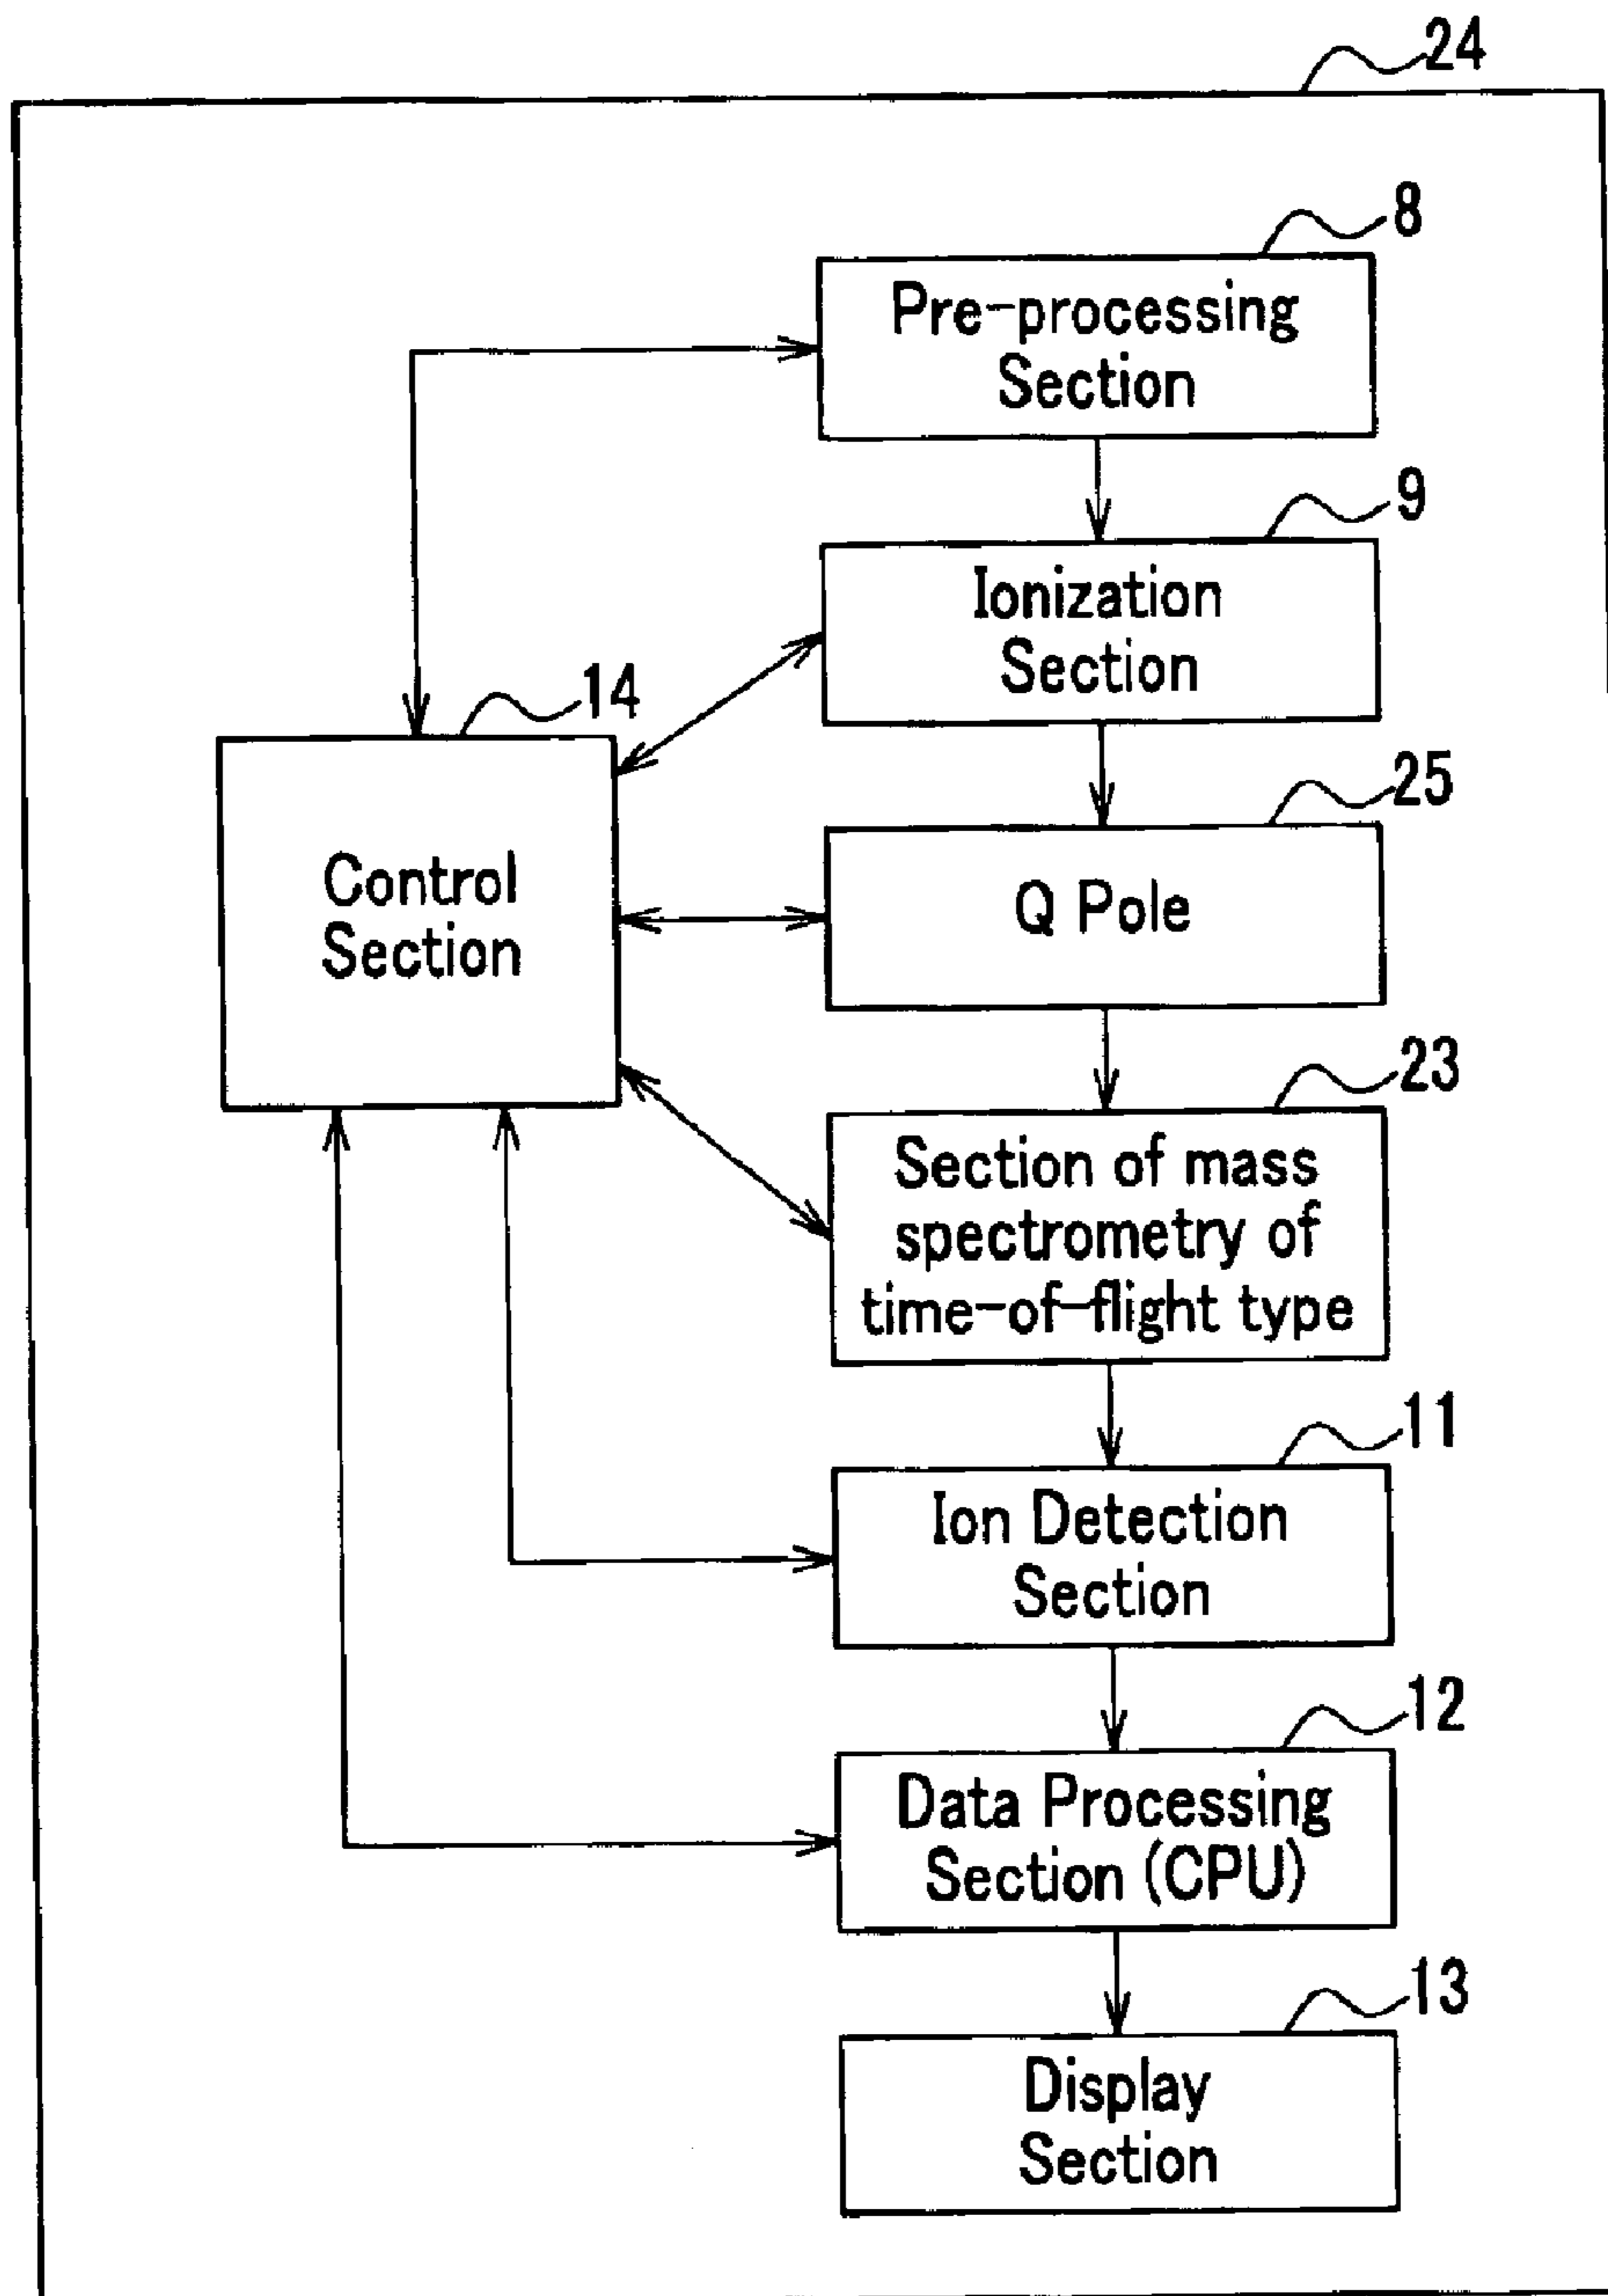 24
8
Pre-processing
Section
9
Ionization
Section
14
Control
Section
25
Q Pole
23
Section of mass
spectrometry of
time-of-flight type
11
Ion Detection
Section
12
Data Processing
Section (CPU)
13
Display
Section